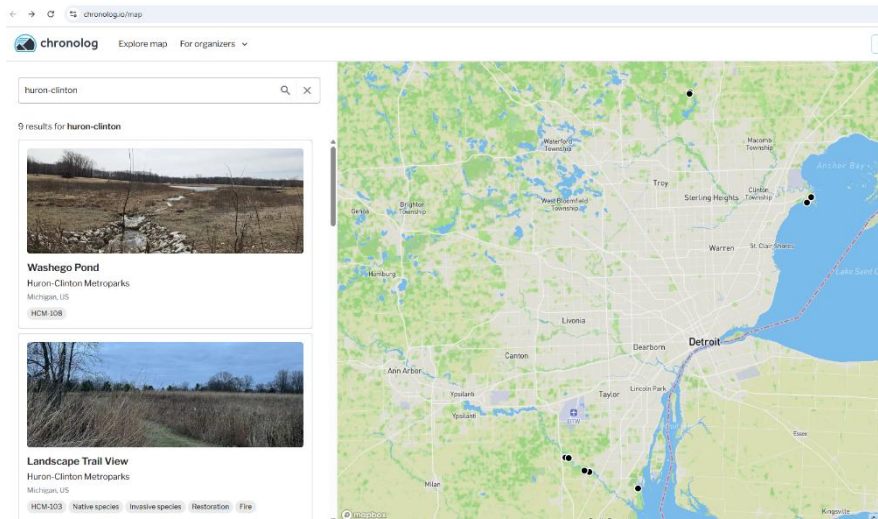 chronolog.io/map
chronolog
Explore map
For organizers
huron-clinton
9 results for huron-clinton
Washego Pond
Huron-Clinton Metroparks
Michigan, US
HCM-108
Landscape Trail View
Huron-Clinton Metroparks
Michigan, US
HCM-103
Native species
Invasive species
Restoration
Fire
Waterford
Township
Macomb
Township
Anchor Bay
Troy
Sterling Heights
Clinton
Township
Genoa
Brighton
Township
West Bloomfield
Township
Warren
St. Clair Shores
Hamburg
Livonia
Detroit
Dearborn
Canton
Ann Arbor
Lincoln Park
Ypsilanti
Taylor
Ypsilanti
DTW
Essex
Milan
mapbox
Kingsville